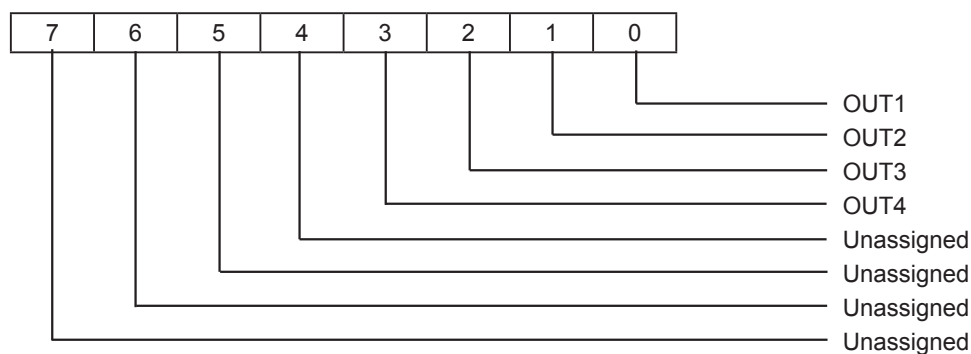 7 6 5 4 3 2 1 0
OUT1
OUT2
OUT3
OUT4
Unassigned
Unassigned
Unassigned
Unassigned